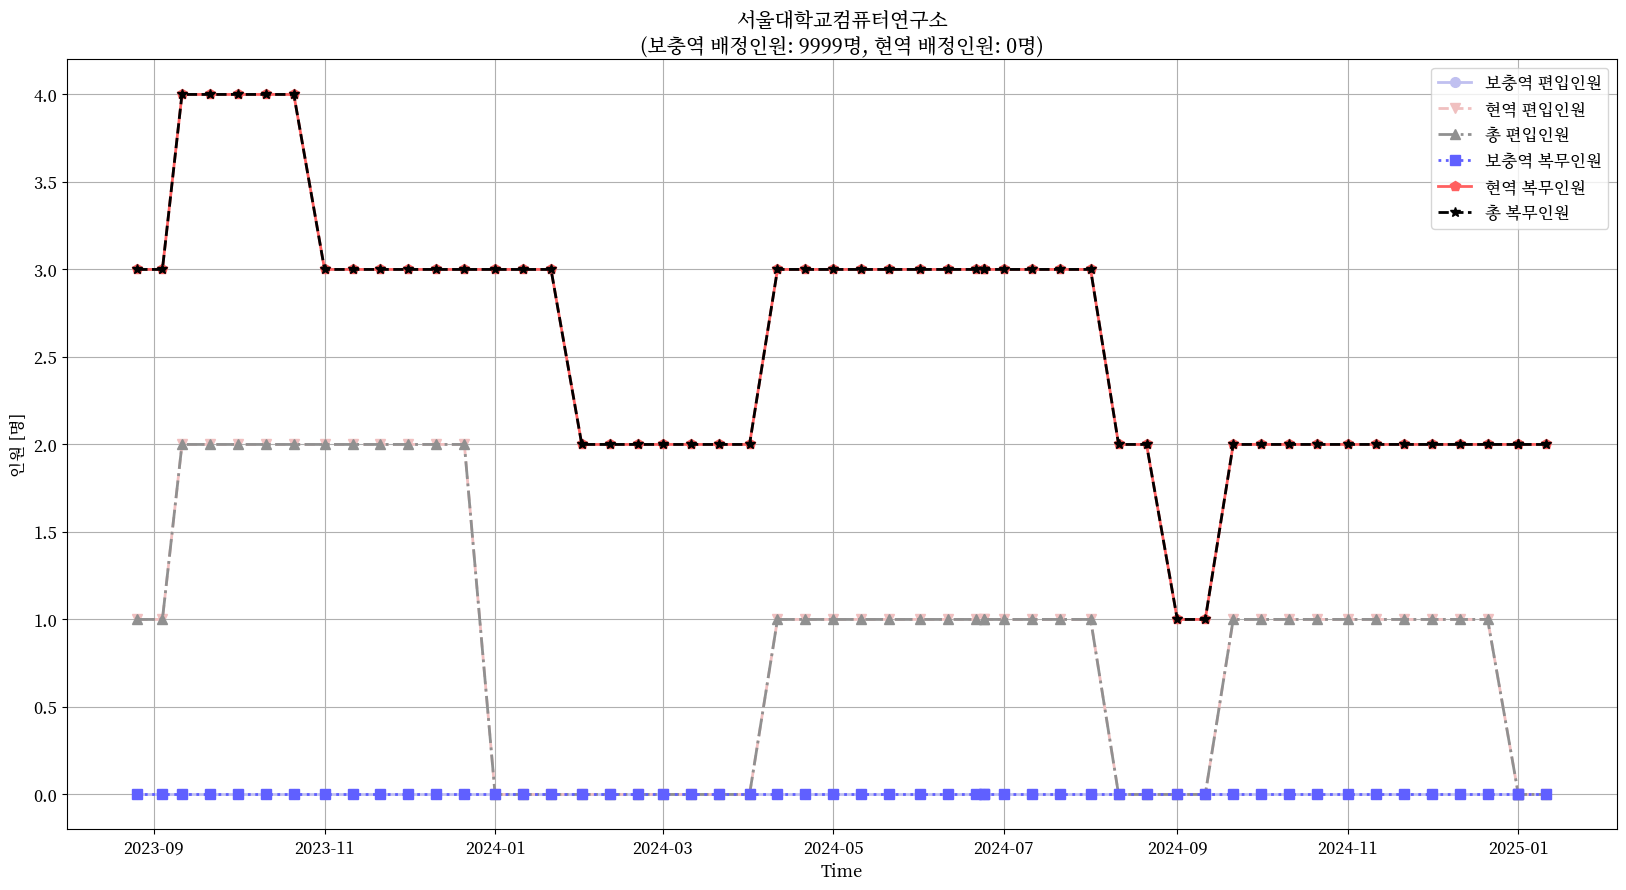 서울대학교컴퓨터연구소
(보충역 배정인원: 9999명, 현역 배정인원: 0명)
보충역 편입인원
현역 편입인원
총 편입인원
보충역 복무인원
현역 복무인원
총 복무인원
4.0
3.5
3.0
2.5
2.0
1.5
1.0
0.5
0.0
인원 [명]
2023-09
2023-11
2024-01
2024-03
2024-05
2024-07
2024-09
2024-11
2025-01
Time